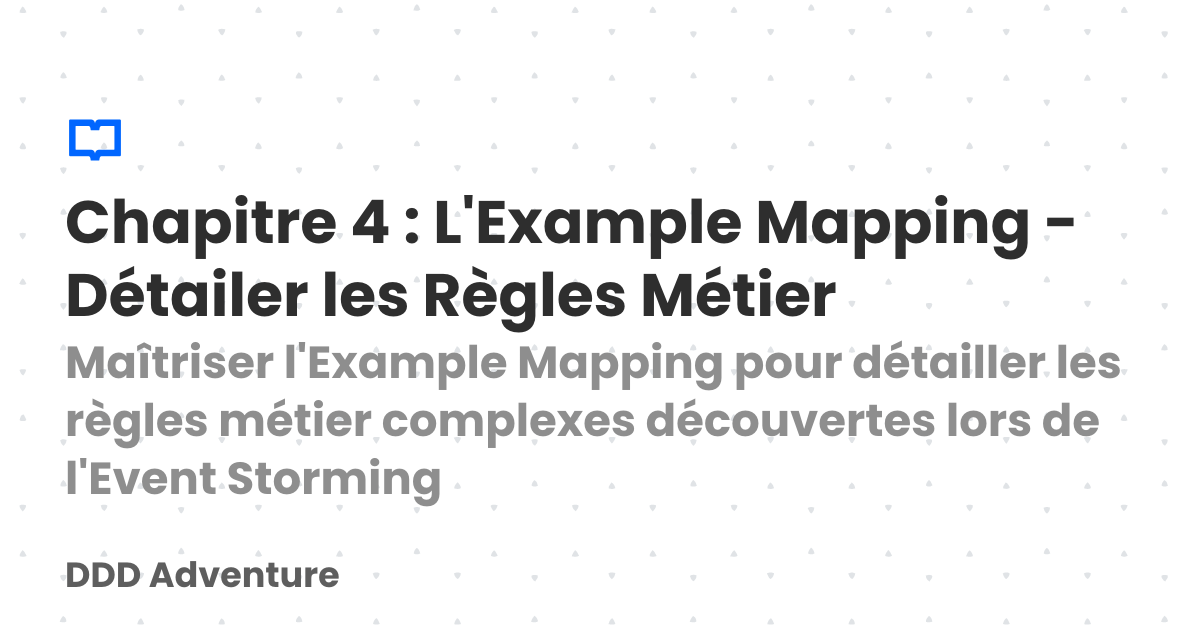 Chapitre 4 : L'Example Mapping -
Détailer les Règles Métier
Maîtriser l'Example Mapping pour détailler les
règles métier complexes découvertes lors de
l'Event Storming
DDD Adventure